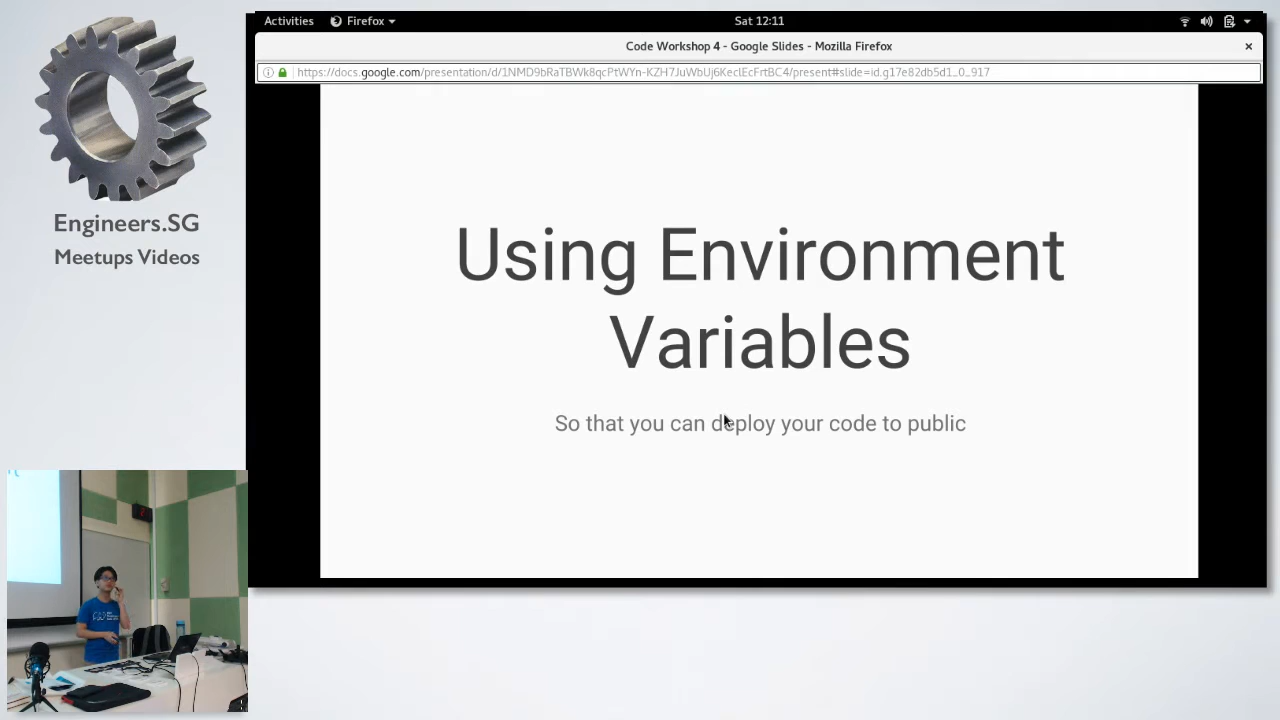 Activities
Firefox
Sat 12:11
Code Workshop 4 - Google Slides - Mozilla Firefox
https://docs.google.com/presentation/d/1NMD9bRaTBWk8qcPtWYn-KZH7JuWbUj6KeclEcFrtBC4/present#slide=id.g17e82db5d1_0_917
Engineers.SG
Meetups Videos
Using Environment
Variables
So that you can deploy your code to public